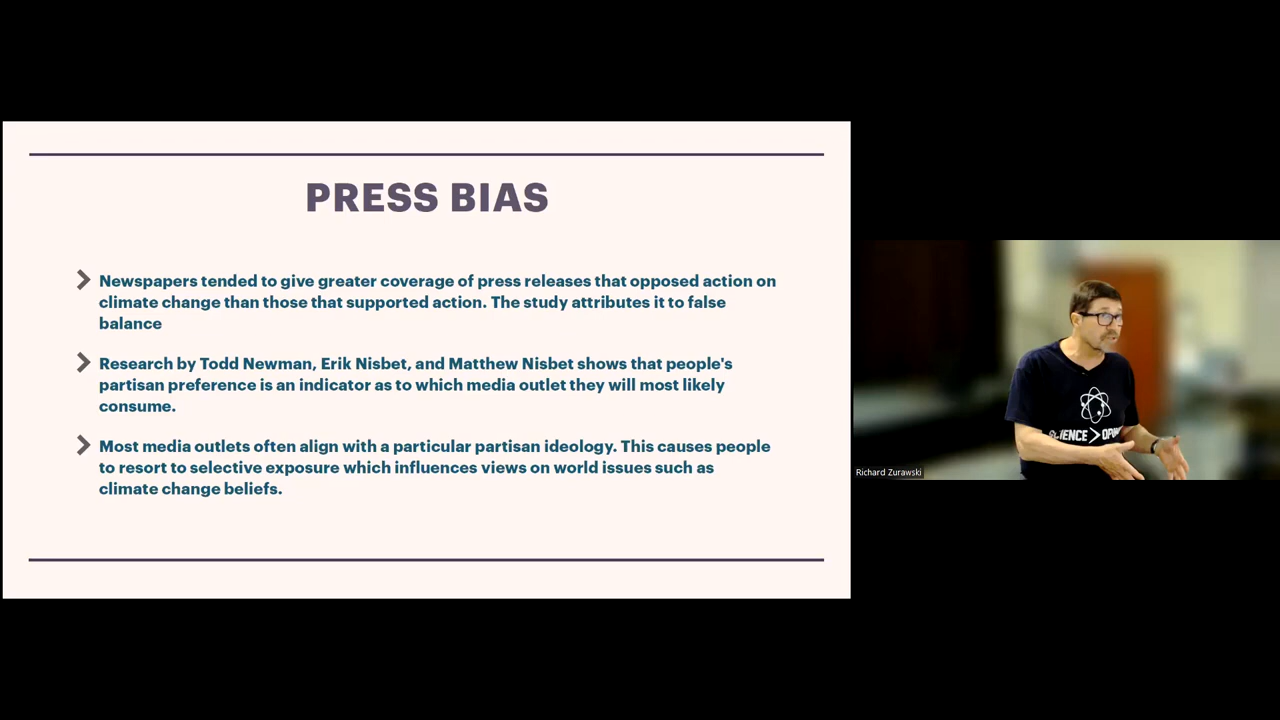 PRESS BIAS
Newspapers tended to give greater coverage of press releases that opposed action on
climate change than those that supported action. The study attributes it to false
balance
Research by Todd Newman, Erik Nisbet, and Matthew Nisbet shows that people's
partisan preference is an indicator as to which media outlet they will most likely
consume.
Most media outlets often align with a particular partisan ideology. This causes people
to resort to selective exposure which influences views on world issues such as
climate change beliefs.
Richard Zurawski